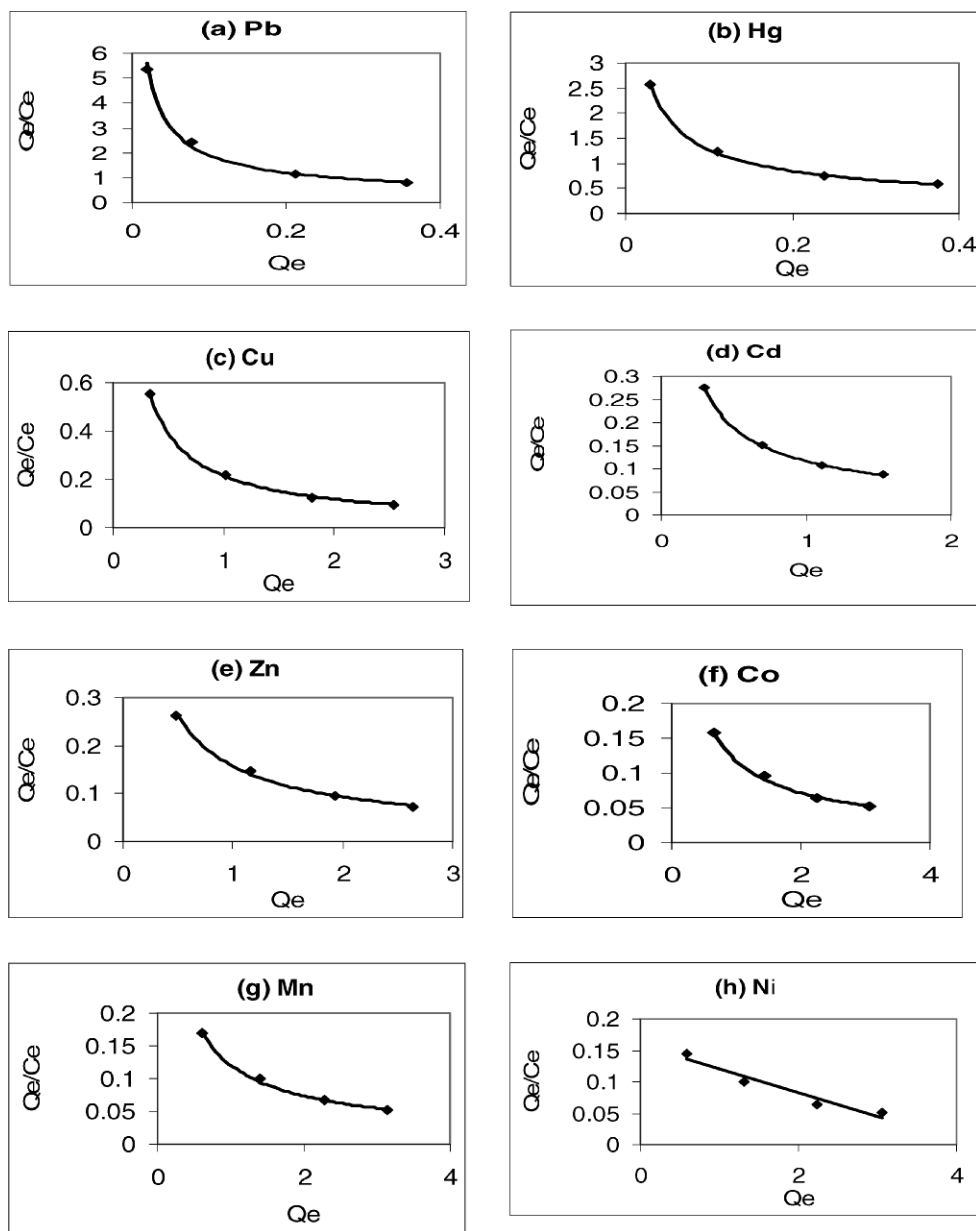 (a) Pb
6
5
4
3
2
1
0
Qe/Ce
0 0.2 0.4
Qe
(b) Hg
3
2.5
2
1.5
1
0.5
0
Qe/Ce
0 0.2 0.4
Qe
(c) Cu
0.6
0.4
0.2
0
Qe/Ce
0 1 2 3
Qe
(d) Cd
0.3
0.25
0.2
0.15
0.1
0.05
0
Qe/Ce
0 1 2
Qe
(e) Zn
0.3
0.2
0.1
0
Qe/Ce
0 1 2 3
Qe
(f) Co
0.2
0.15
0.1
0.05
0
Qe/Ce
0 2 4
Qe
(g) Mn
0.2
0.15
0.1
0.05
0
Qe/Ce
0 2 4
Qe
(h) Ni
0.2
0.15
0.1
0.05
0
Qe/Ce
0 2 4
Qe